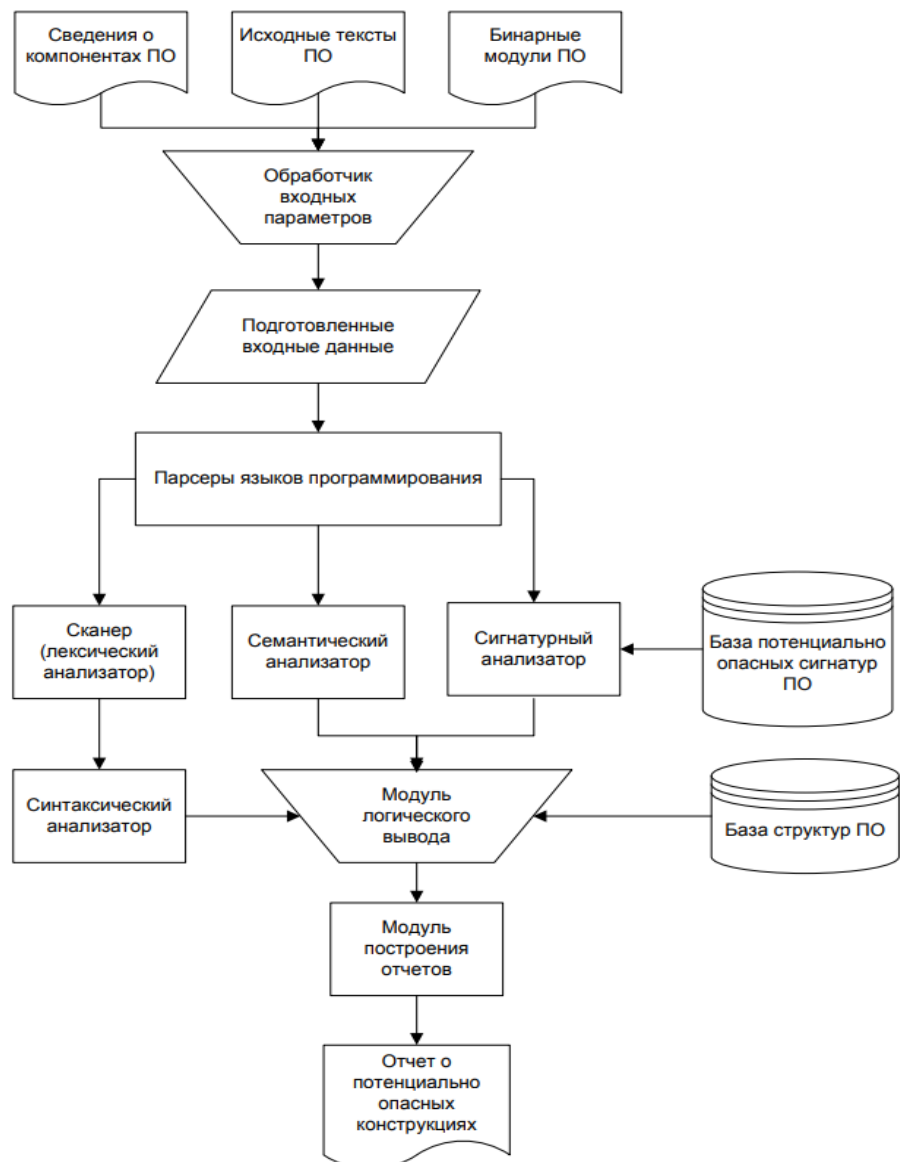 Сведения о
компонентах ПО
Исходные тексты
ПО
Бинарные
модули ПО
Обработчик
входных
параметров
Подготовленные
входные данные
Парсеры языков программирования
Сканер
(лексический
анализатор)
Семантический
анализатор
Сигнатурный
анализатор
База потенциально
опасных сигнатур
ПО
Синтаксический
анализатор
Модуль
логического
вывода
База структур ПО
Модуль
построения
отчетов
Отчет о
потенциально
опасных
конструкциях